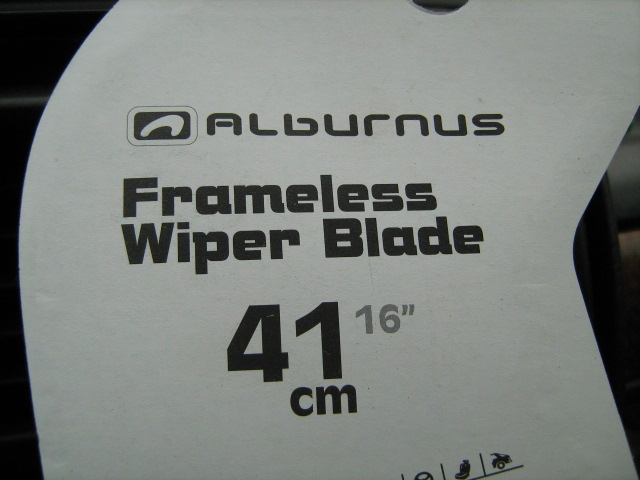 ALBURNUS
Frameless
Wiper Blade
41 16”
cm